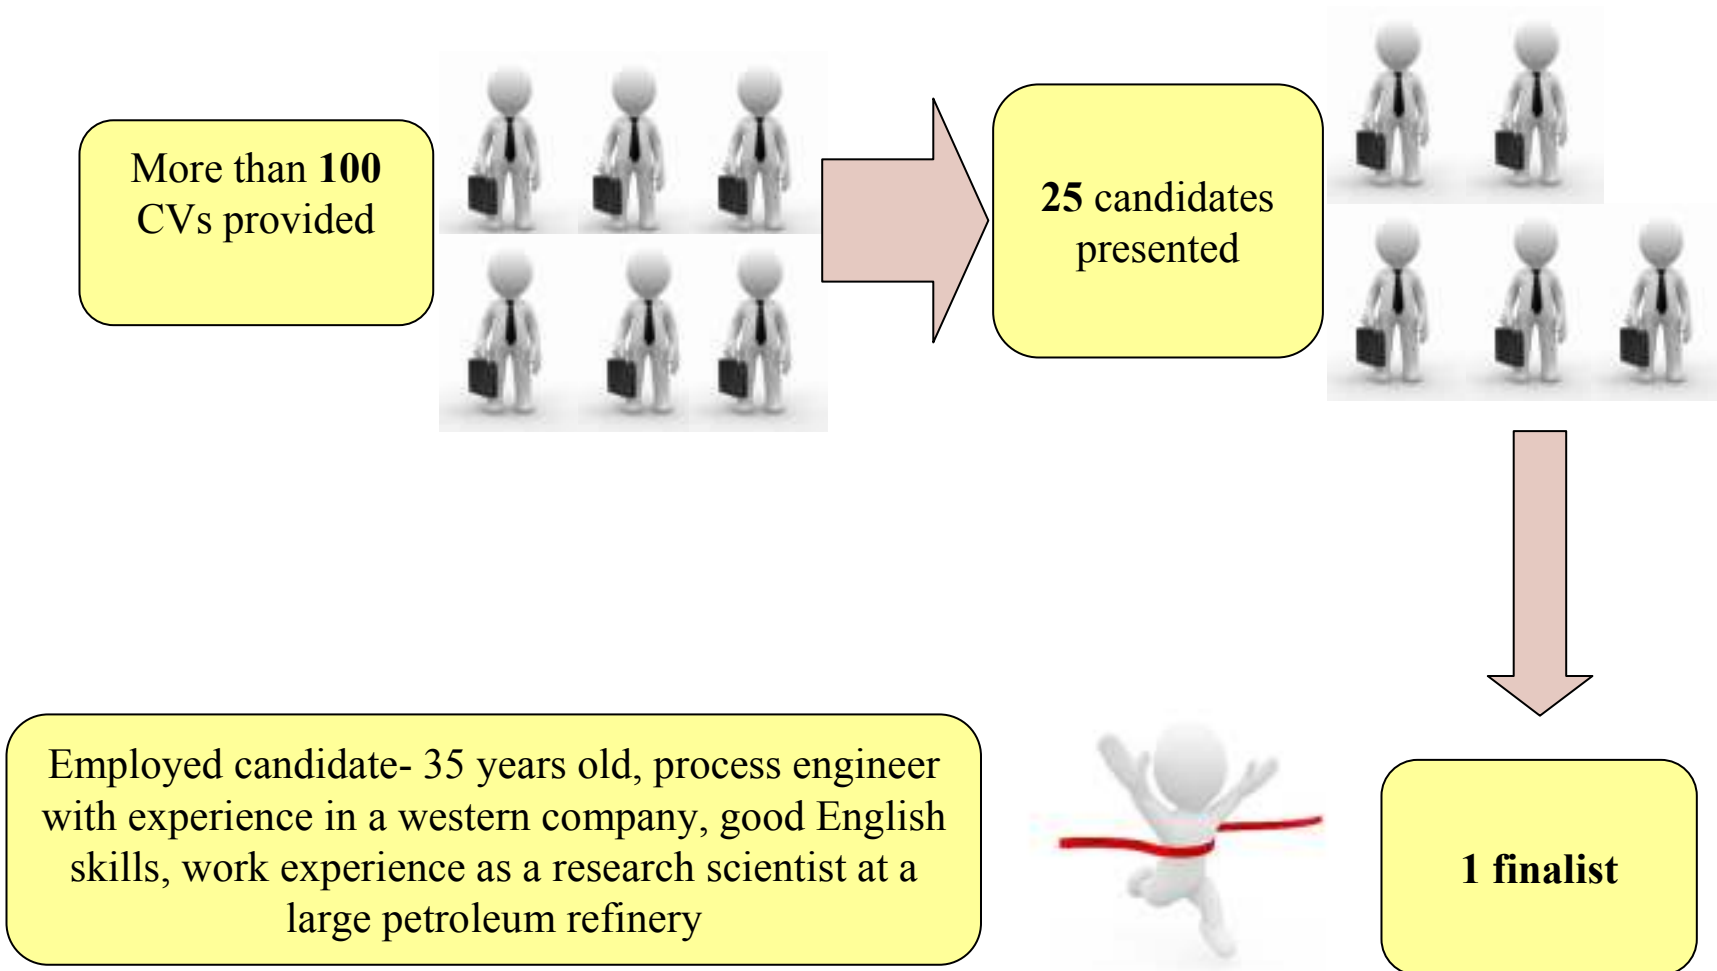 More than 100
CVs provided
25 candidates
presented
Employed candidate- 35 years old, process engineer
with experience in a western company, good English
skills, work experience as a research scientist at a
large petroleum refinery
1 finalist